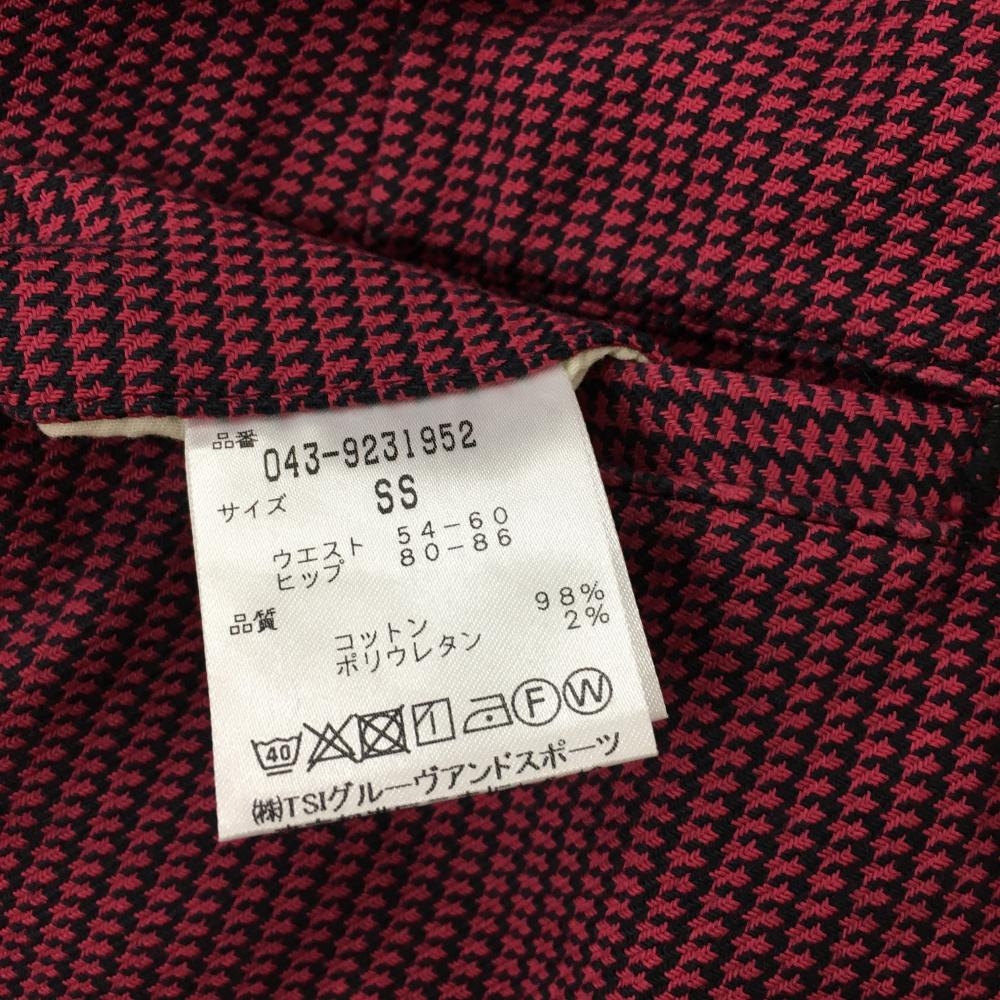 品番
043-9231952
サイズ SS
ウエスト 54-60
ヒップ 80-86
品質
コットン 98%
ポリウレタン 2%
40 F W
㈱TSIグルーヴアンドスポーツ